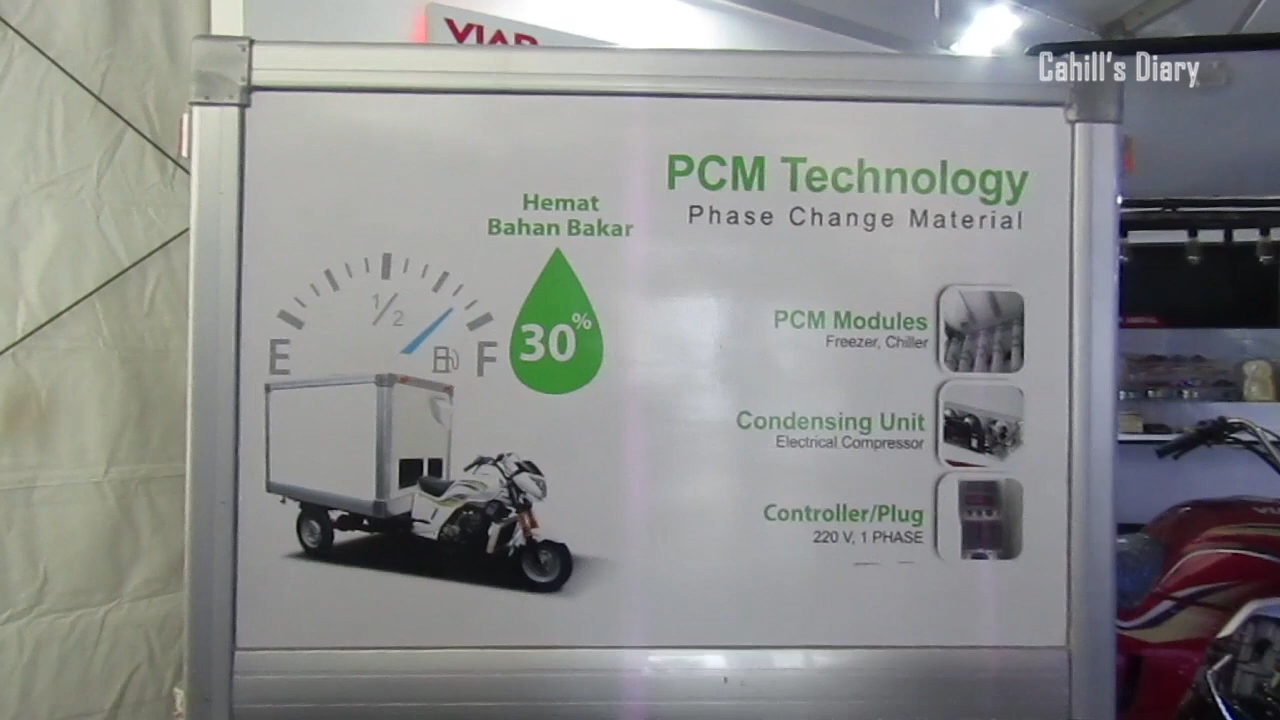 VIAR
Cahill's Diary
PCM Technology
Phase Change Material
Hemat
Bahan Bakar
30%
1/2
E
F
PCM Modules
Freezer, Chiller
Condensing Unit
Electrical Compressor
Controller/Plug
220 V, 1 PHASE